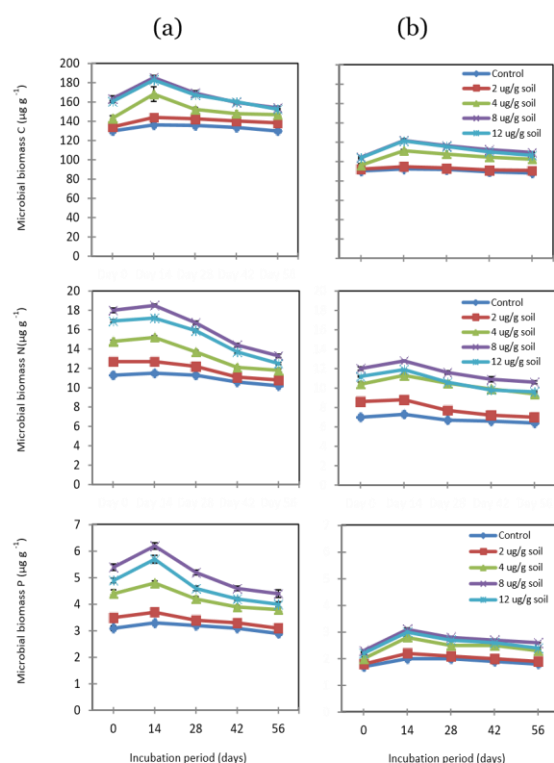 (a) (b)
Microbial biomass C (µg g -1)
200
180
160
140
120
100
80
60
40
20
0
Control
2 ug/g soil
4 ug/g soil
8 ug/g soil
12 ug/g soil
Microbial biomass N(µg g -1)
20
18
16
14
12
10
8
6
4
2
0
Control
2 ug/g soil
4 ug/g soil
8 ug/g soil
12 ug/g soil
Microbial biomass P (µg g -1)
7
6
5
4
3
2
1
0
Control
2 ug/g soil
4 ug/g soil
8 ug/g soil
12 ug/g soil
0 14 28 42 56
0 14 28 42 56
Incubation period (days)
Incubation period (days)